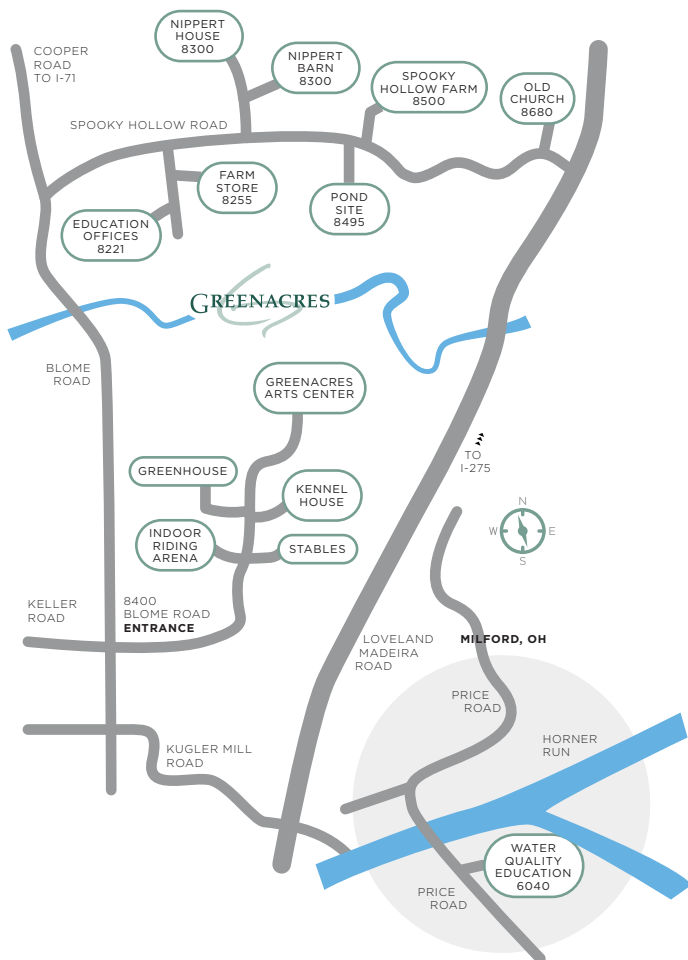 NIPPERT
HOUSE
8300
COOPER
ROAD
TO I-71
NIPPERT
BARN
8300
SPOOKY
HOLLOW FARM
8500
OLD
CHURCH
8680
SPOOKY HOLLOW ROAD
FARM
STORE
8255
POND
SITE
8495
EDUCATION
OFFICES
8221
GREENACRES
BLOME
ROAD
GREENACRES
ARTS CENTER
TO
I-275
GREENHOUSE
KENNEL
HOUSE
N
W E
S
INDOOR
RIDING
ARENA
STABLES
KELLER
ROAD
8400
BLOME ROAD
ENTRANCE
LOVELAND
MADEIRA
ROAD
MILFORD, OH
PRICE
ROAD
HORNER
RUN
KUGLER MILL
ROAD
WATER
QUALITY
EDUCATION
6040
PRICE
ROAD